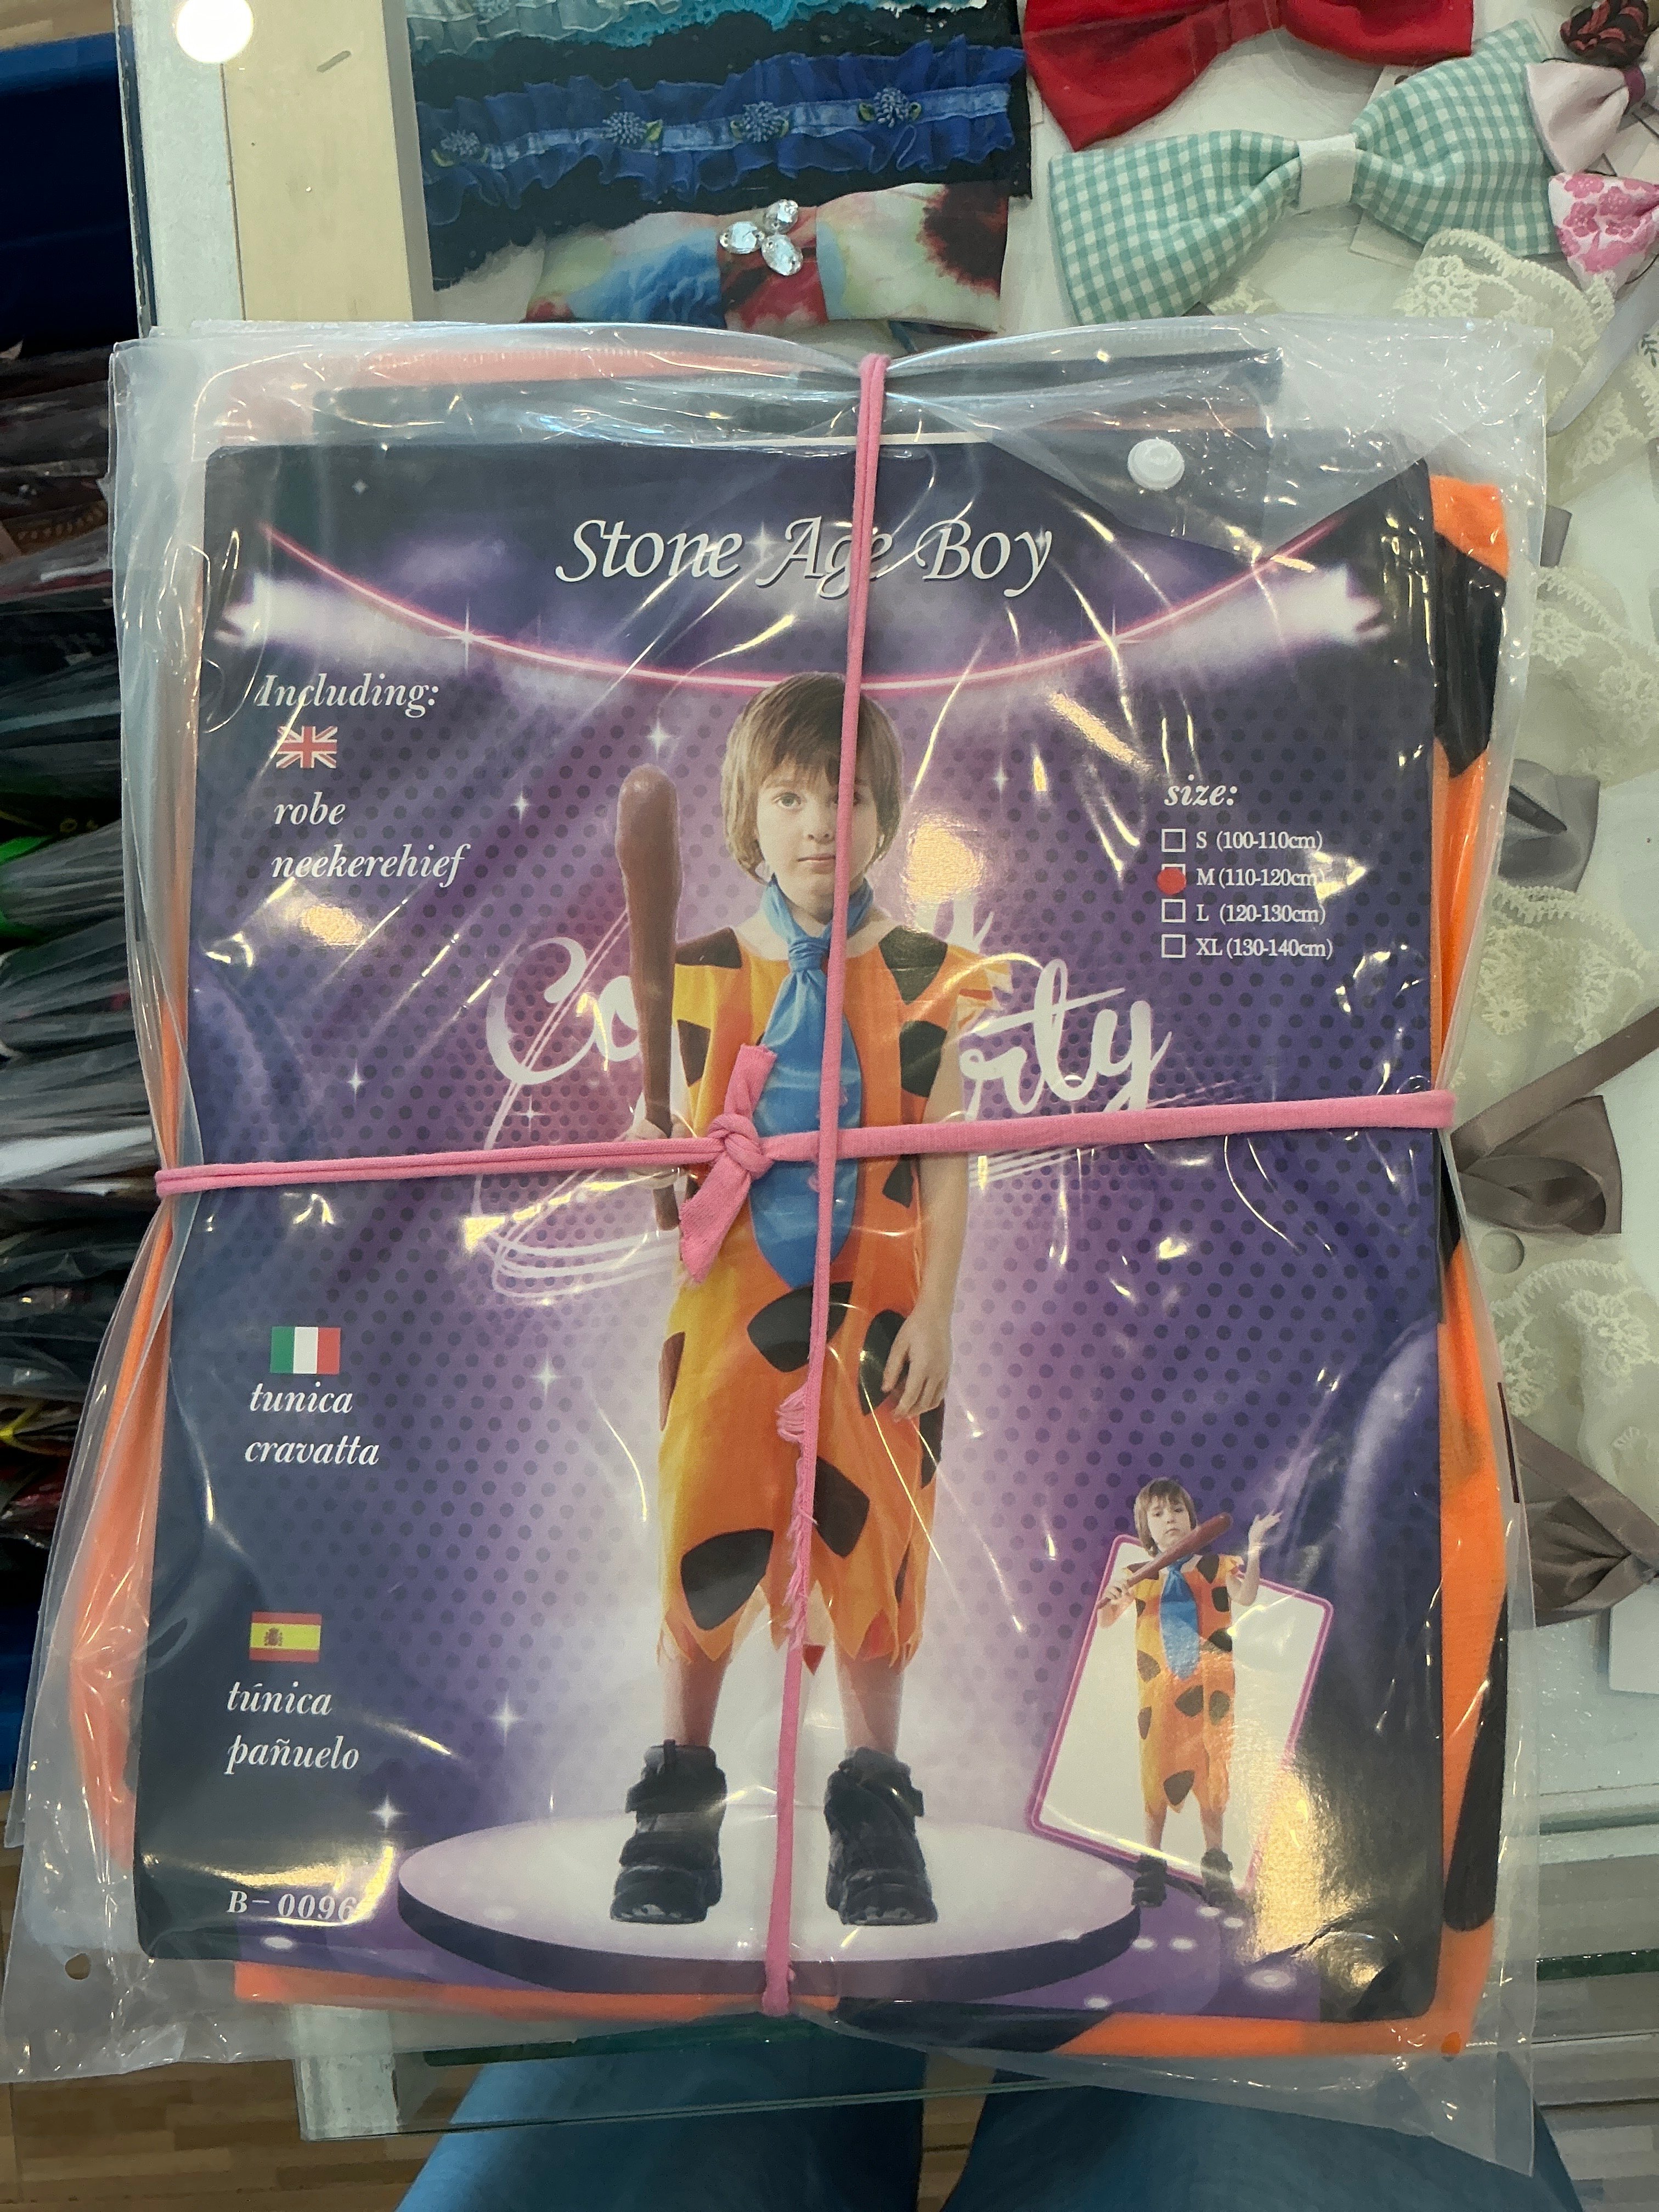 Stone Age Boy
Including:
robe
neekerehief
size:
S (100-110cm)
M (110-120cm)
L (120-130cm)
XL (130-140cm)
tunica
cravatta
túnica
pañuelo
B-0096